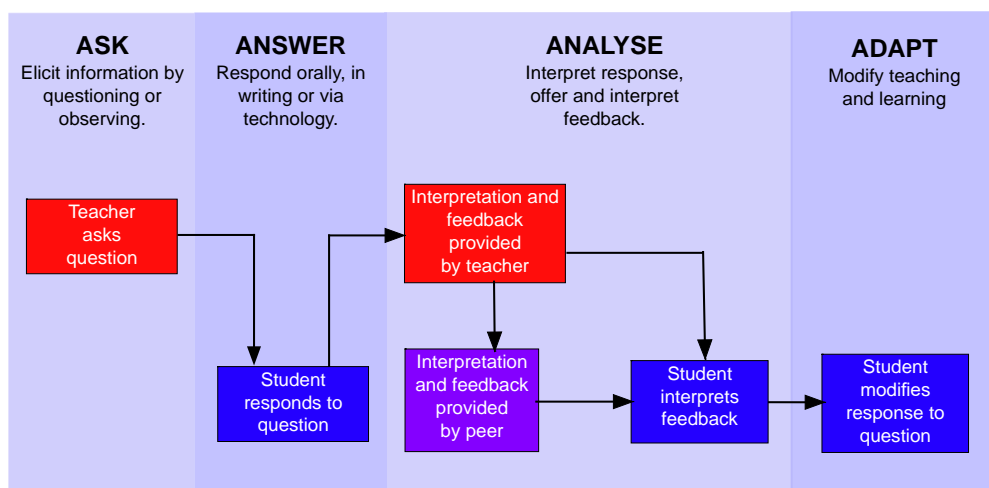 ASK
Elicit information by
questioning or
observing.
ANSWER
Respond orally, in
writing or via
technology.
ANALYSE
Interpret response,
offer and interpret
feedback.
ADAPT
Modify teaching
and learning
Teacher
asks
question
Student
responds to
question
Interpretation and
feedback
provided
by teacher
Interpretation
and feedback
provided
by peer
Student
interprets
feedback
Student
modifies
response to
question